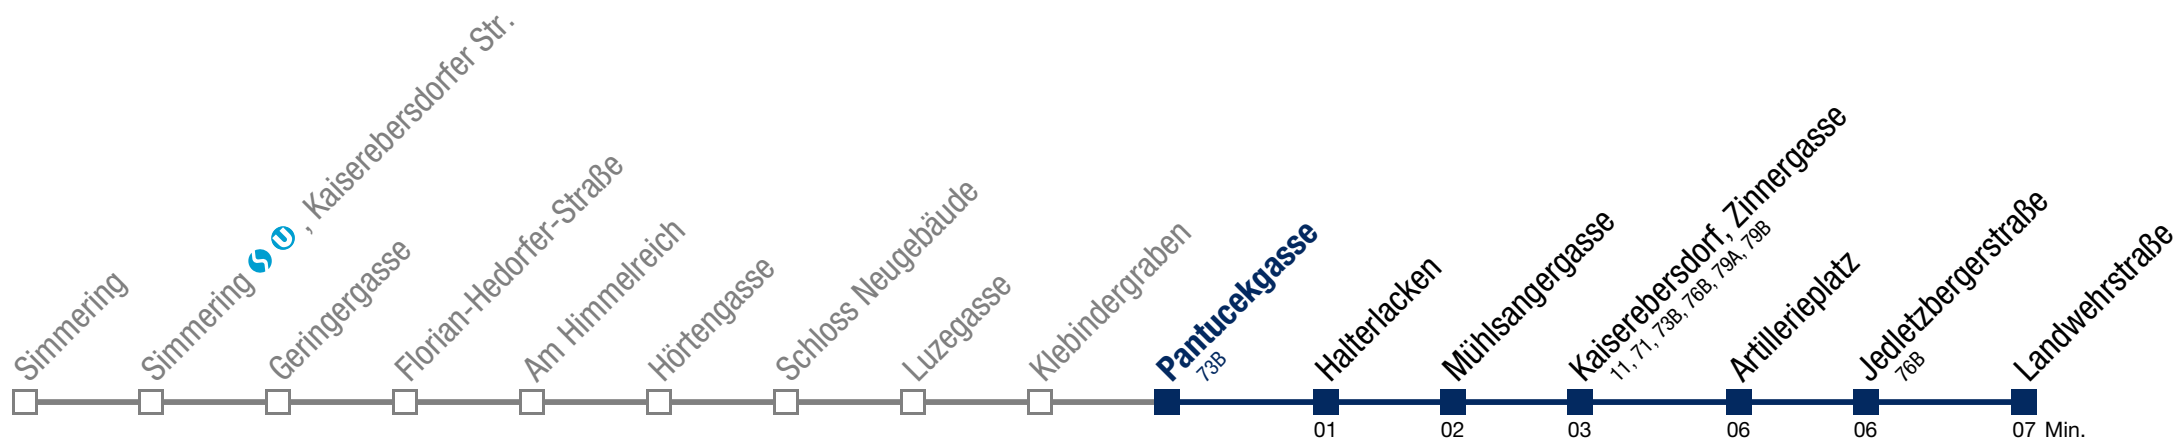 Simmering
Simmering S U , Kaiserebersdorfer Str.
Geringergasse
Florian-Hedorfer-Straße
Am Himmelreich
Hörtengasse
Schloss Neugebäude
Luzegasse
Klebindergraben
Pantucekgasse
73B
Halterlacken
Mühlsangergasse
Kaiserebersdorf, Zinnergasse
11, 71, 73B, 76B, 79A, 79B
Artillerieplatz
Jedletzbergerstraße
76B
Landwehrstraße
01 02 03 06 06 07 Min.